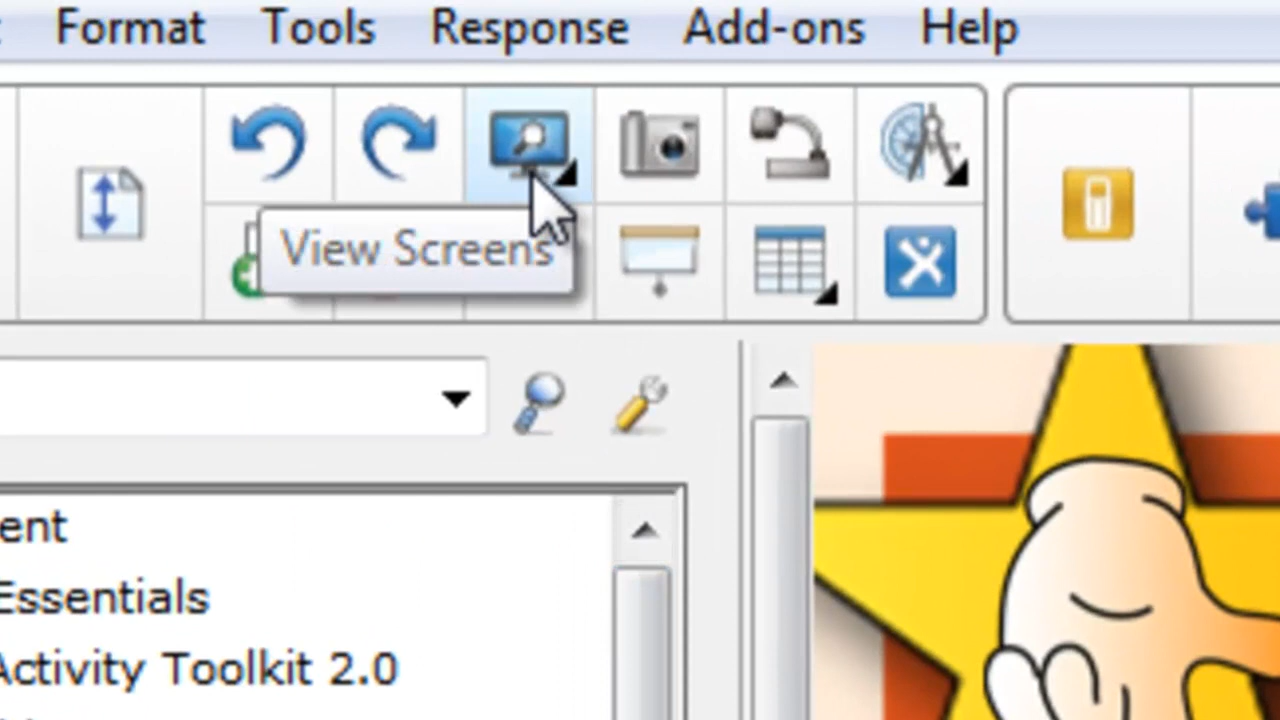 Format Tools Response Add-ons Help
View Screens
ent
Essentials
Activity Toolkit 2.0